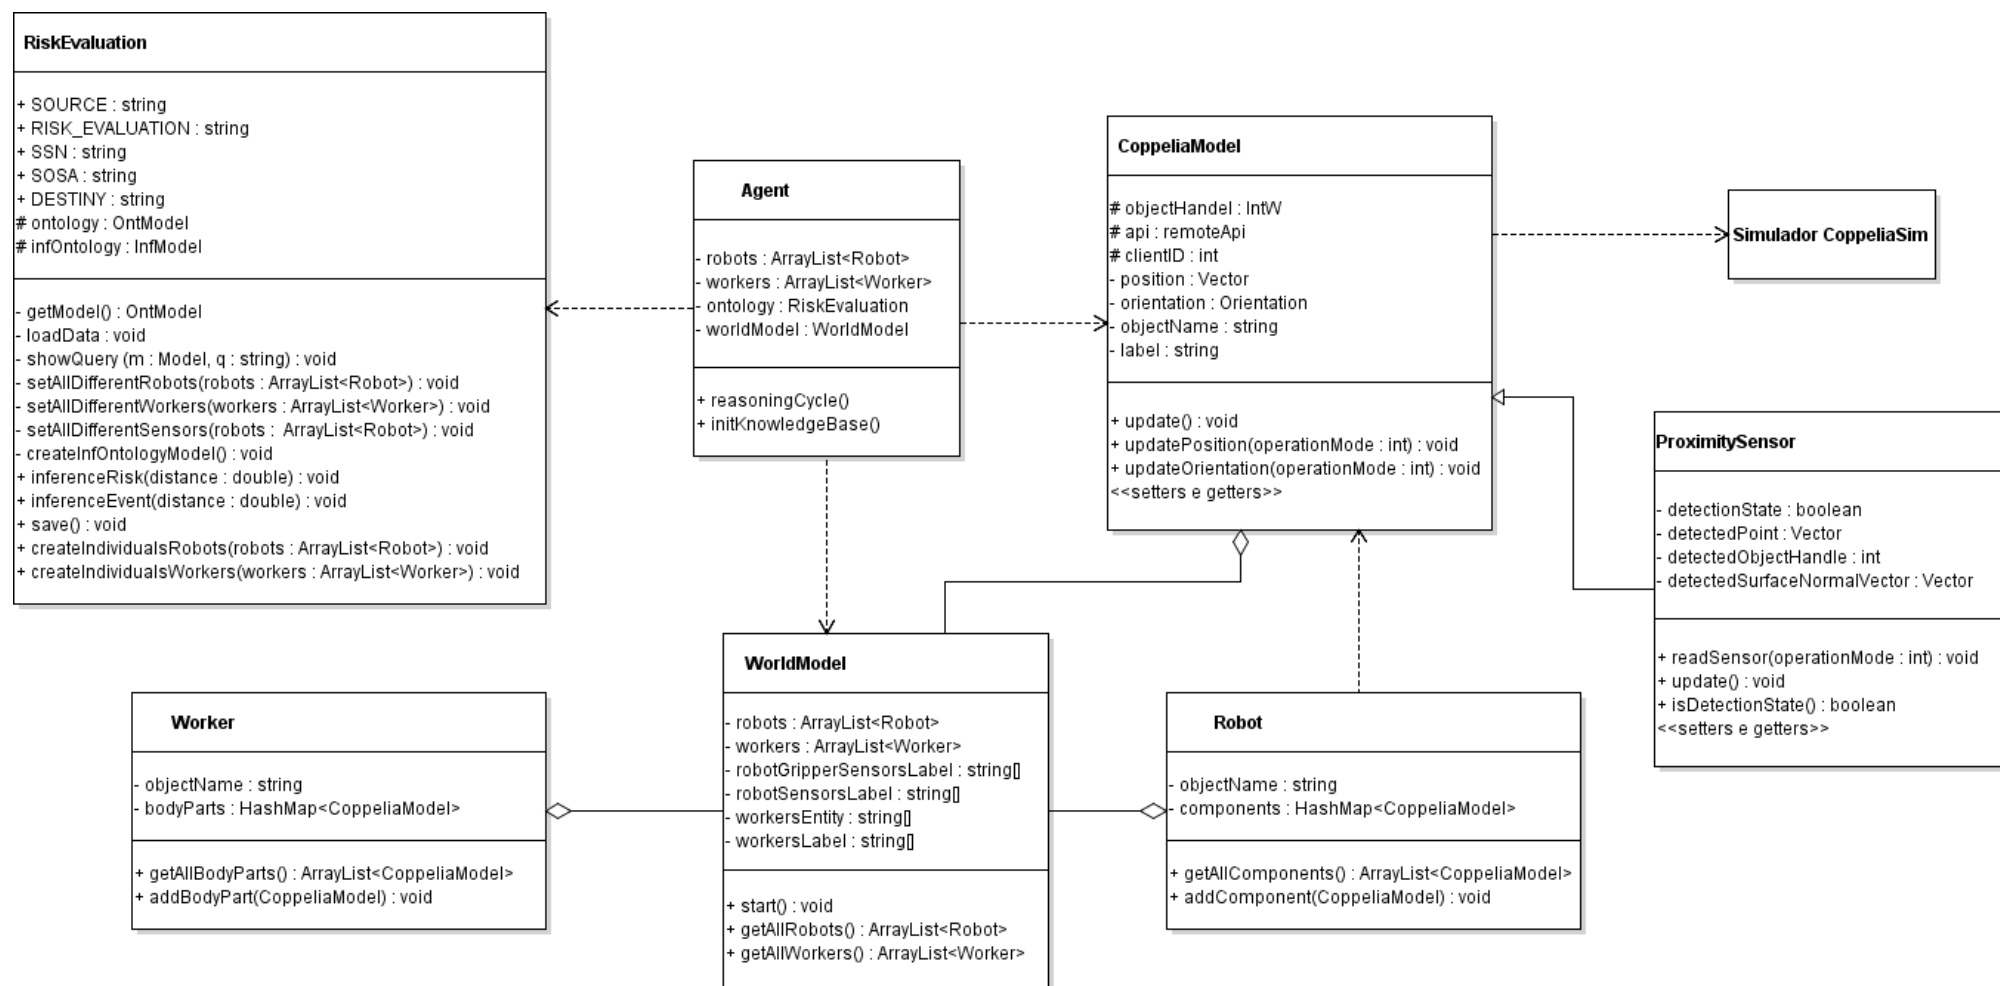 RiskEvaluation
+ SOURCE : string
+ RISK_EVALUATION : string
+ SSN : string
+ SOSA : string
+ DESTINY : string
# ontology : OntModel
# infOntology : InfModel
- getModel() : OntModel
- loadData : void
- showQuery (m : Model, q : string) : void
- setAllDifferentRobots(robots : ArrayList<Robot>) : void
- setAllDifferentWorkers(workers : ArrayList<Worker>) : void
- setAllDifferentSensors(robots : ArrayList<Robot>) : void
- createInfOntologyModel() : void
+ inferenceRisk(distance : double) : void
+ inferenceEvent(distance : double) : void
+ save() : void
+ createIndividualsRobots(robots : ArrayList<Robot>) : void
+ createIndividualsWorkers(workers : ArrayList<Worker>) : void
Agent
- robots : ArrayList<Robot>
- workers : ArrayList<Worker>
- ontology : RiskEvaluation
- worldModel : WorldModel
+ reasoningCycle()
+ initKnowledgeBase()
CoppeliaModel
# objectHandel : IntW
# api : remoteApi
# clientID : int
- position : Vector
- orientation : Orientation
- objectName : string
- label : string
+ update() : void
+ updatePosition(operationMode : int) : void
+ updateOrientation(operationMode : int) : void
<<setters e getters>>
Simulador CoppeliaSim
ProximitySensor
- detectionState : boolean
- detectedPoint : Vector
- detectedObjectHandle : int
- detectedSurfaceNormalVector : Vector
+ readSensor(operationMode : int) : void
+ update() : void
+ isDetectionState() : boolean
<<setters e getters>>
Worker
- objectName : string
- bodyParts : HashMap<CoppeliaModel>
+ getAllBodyParts() : ArrayList<CoppeliaModel>
+ addBodyPart(CoppeliaModel) : void
WorldModel
- robots : ArrayList<Robot>
- workers : ArrayList<Worker>
- robotGripperSensorsLabel : string[]
- robotSensorsLabel : string[]
- workersEntity : string[]
- workersLabel : string[]
+ start() : void
+ getAllRobots() : ArrayList<Robot>
+ getAllWorkers() : ArrayList<Worker>
Robot
- objectName : string
- components : HashMap<CoppeliaModel>
+ getAllComponents() : ArrayList<CoppeliaModel>
+ addComponent(CoppeliaModel) : void